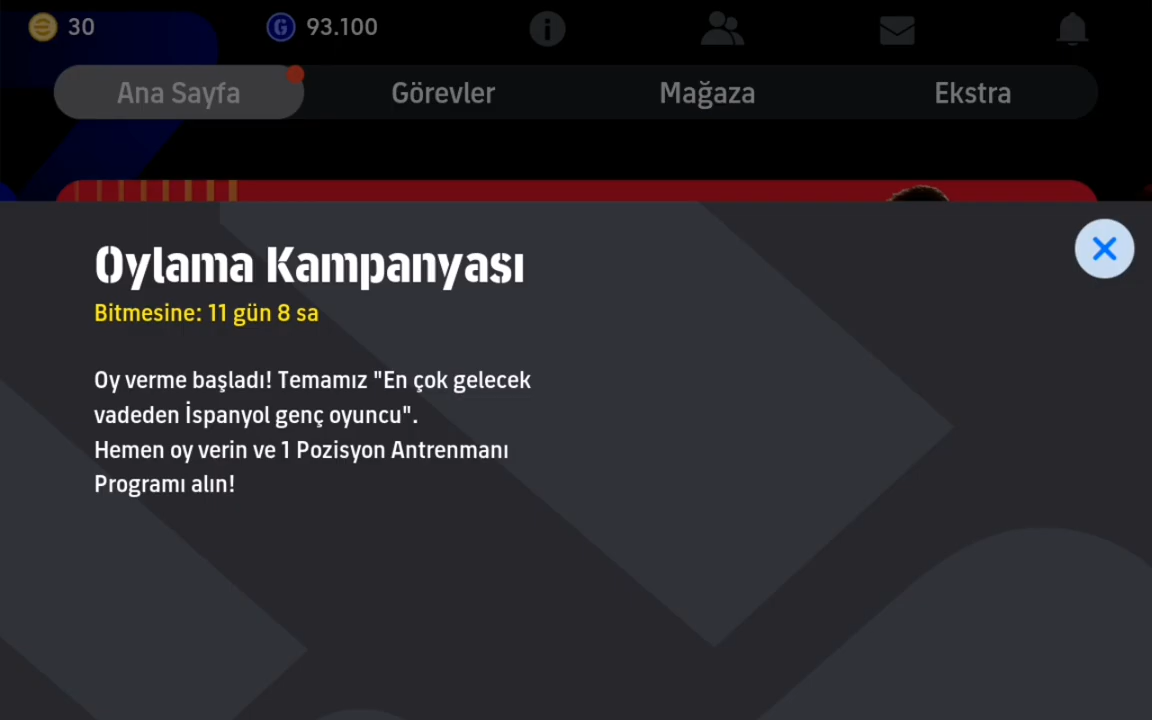 30
93.100
Ana Sayfa
Görevler
Mağaza
Ekstra
Oylama Kampanyası
Bitmesine: 11 gün 8 sa
Oy verme başladı! Temamız "En çok gelecek
vadeden İspanyol genç oyuncu".
Hemen oy verin ve 1 Pozisyon Antrenmanı
Programı alın!